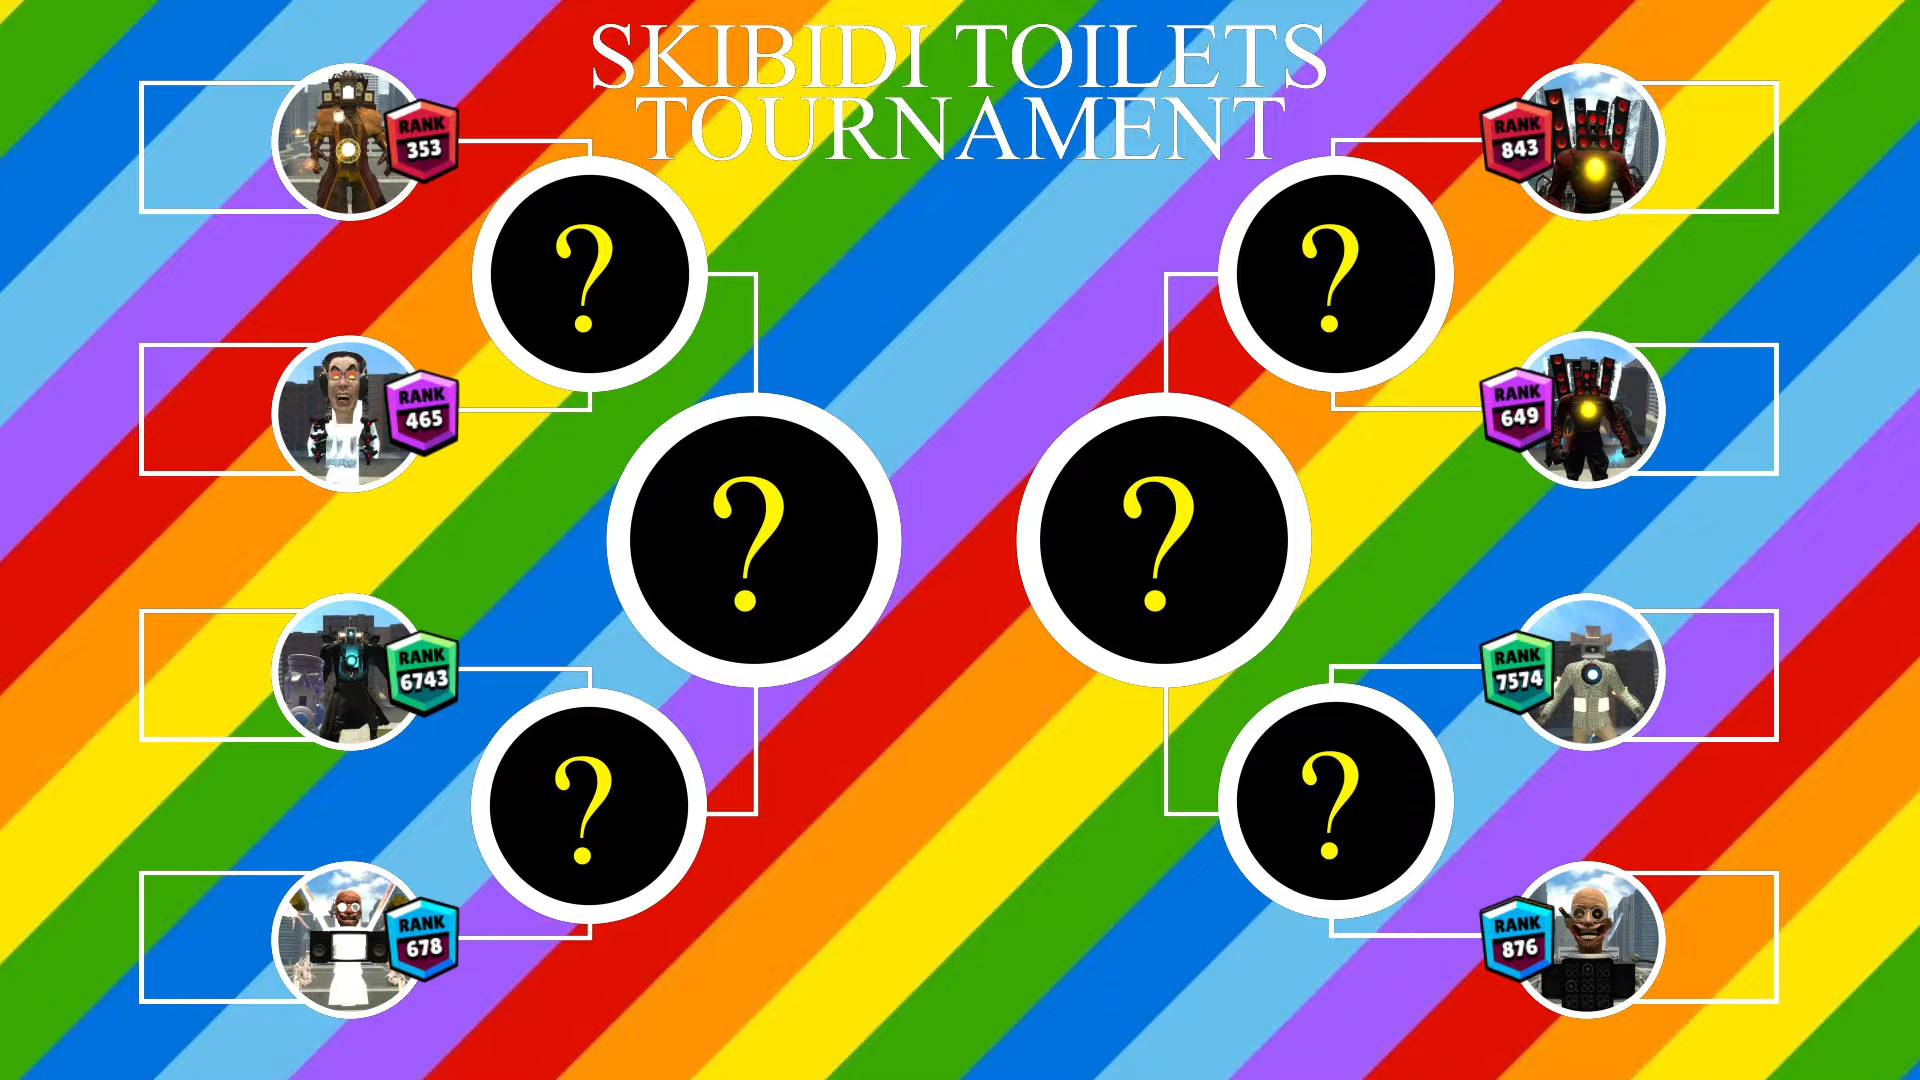 SKIBIDI TOILETS
TOURNAMENT
RANK
353
RANK
843
?
?
RANK
465
RANK
649
?
?
RANK
6743
RANK
7574
?
?
RANK
678
RANK
876